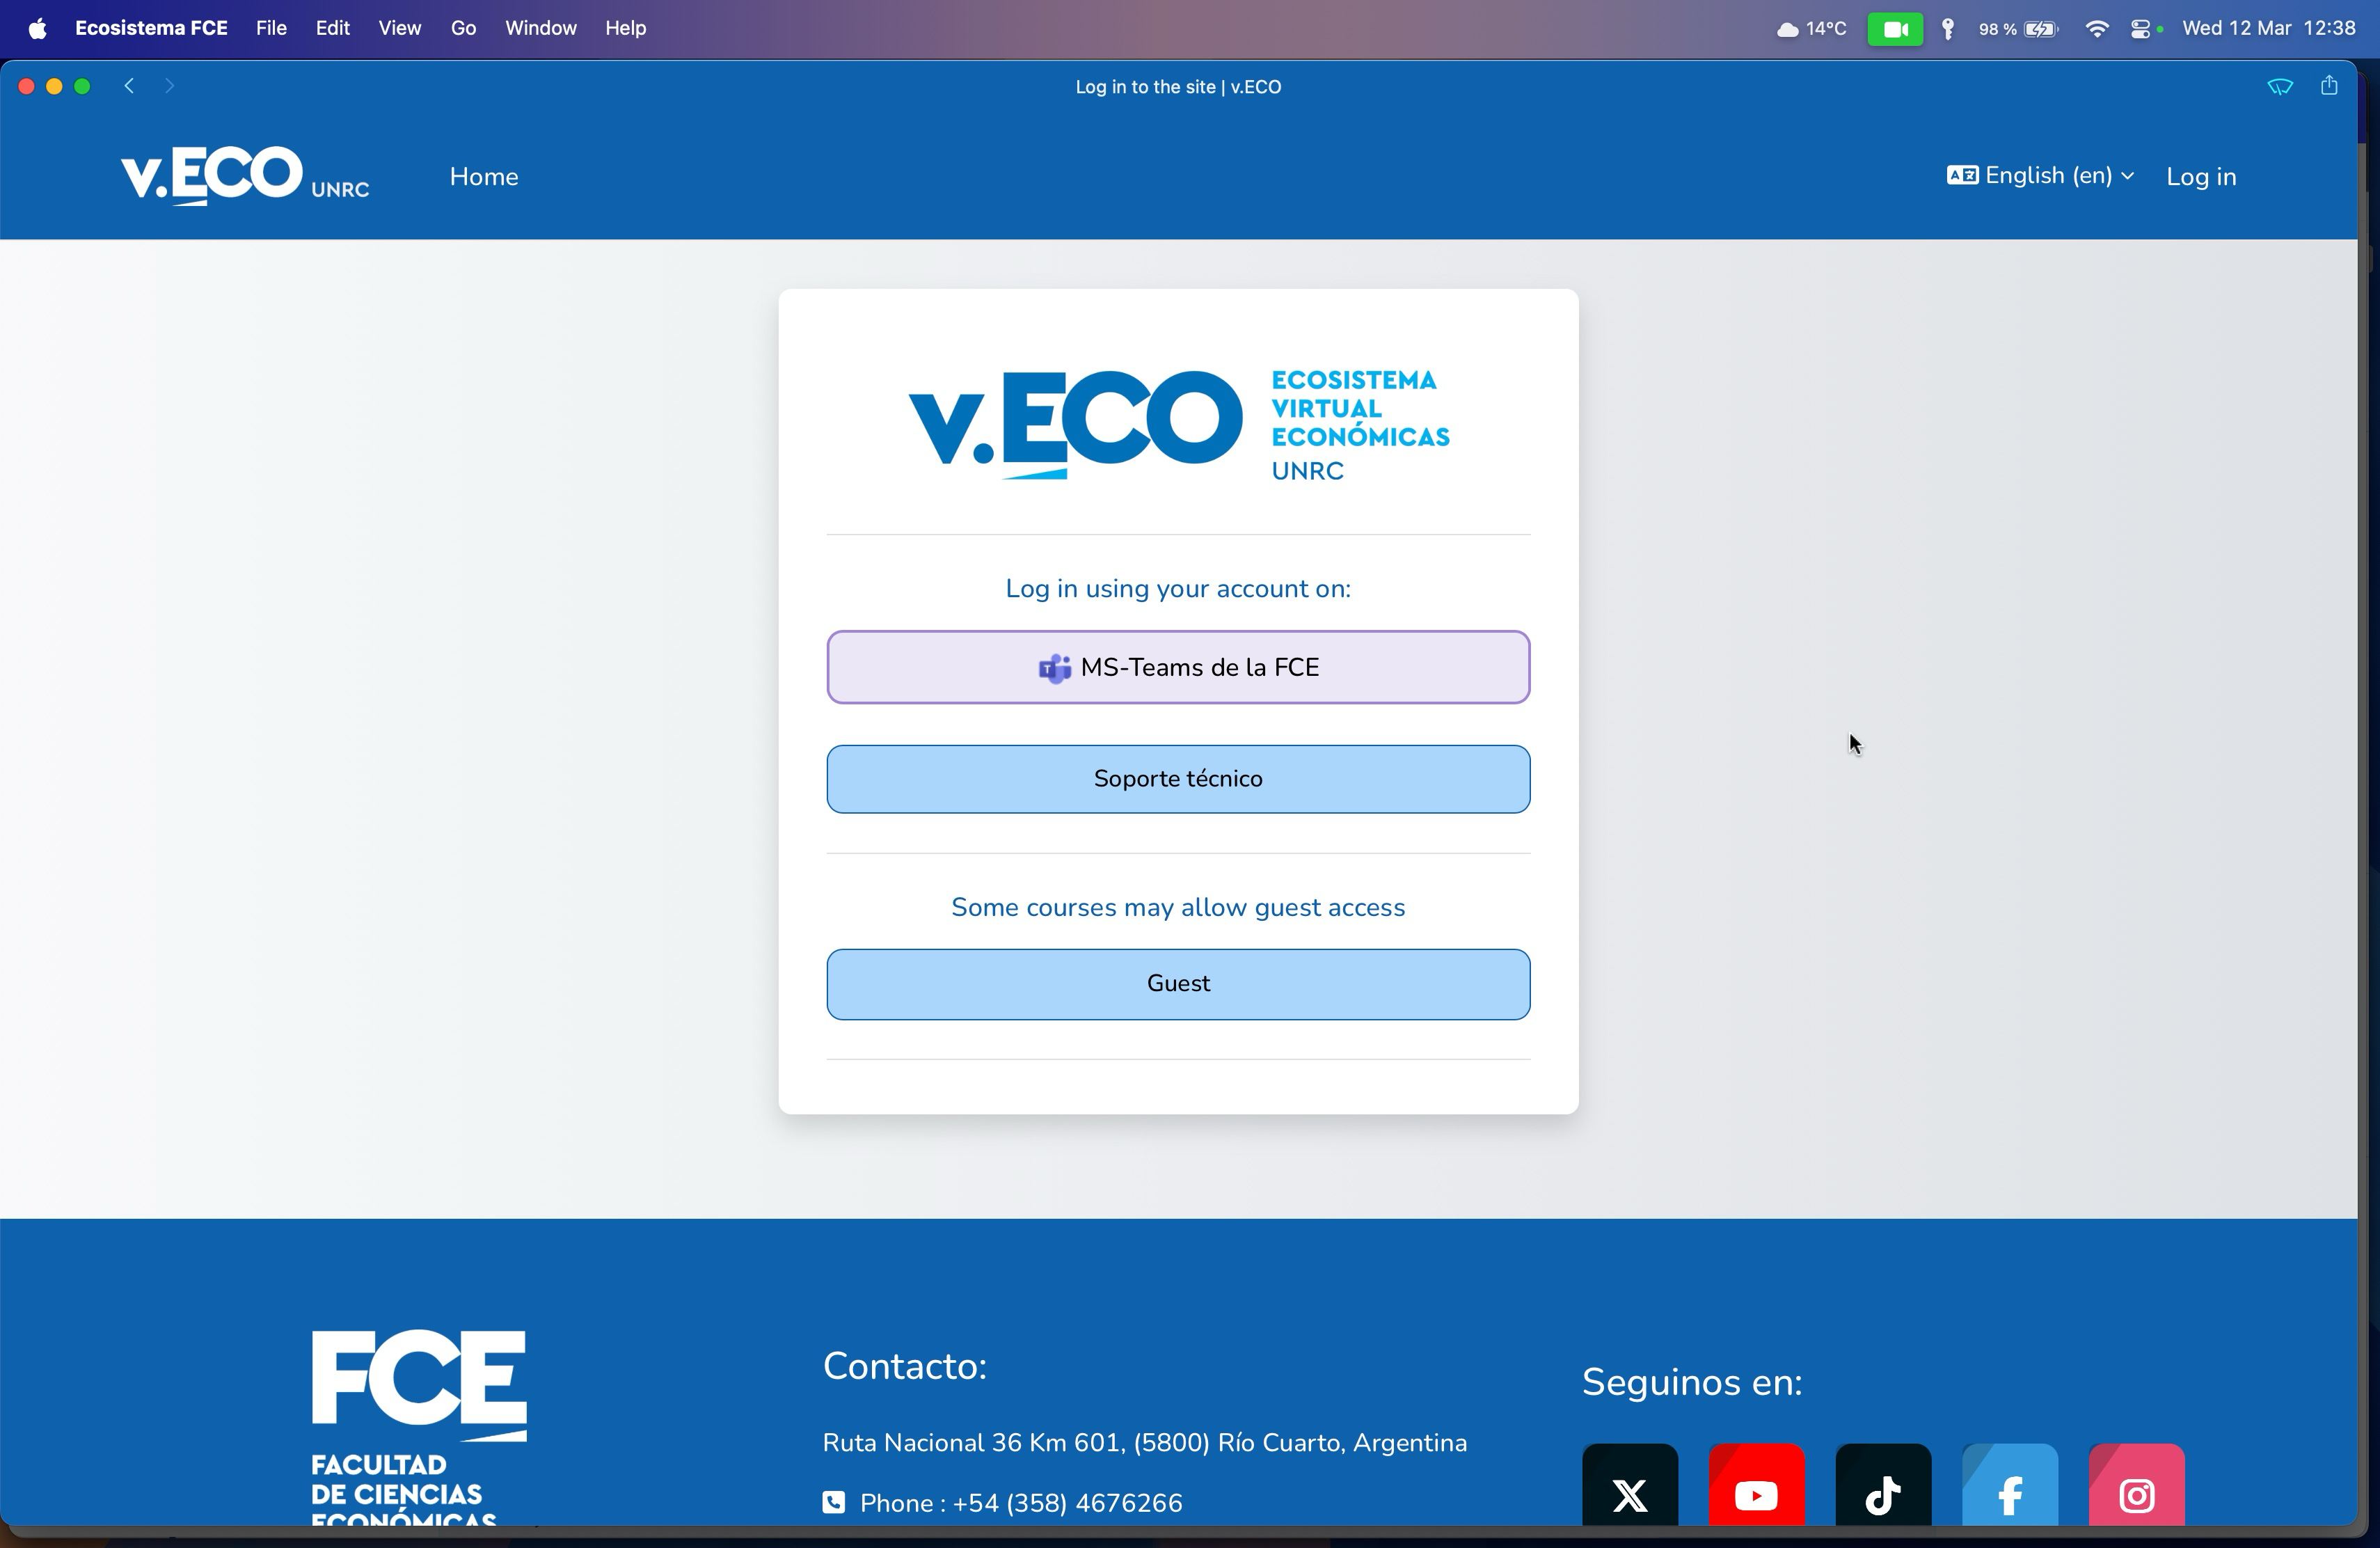 Ecosistema FCE File Edit View Go Window Help 14°C 98 % Wed 12 Mar 12:38
Log in to the site | v.ECO
v.ECO UNRC Home English (en) Log in
v.ECO
ECOSISTEMA
VIRTUAL
ECONÓMICAS
UNRC
Log in using your account on:
MS-Teams de la FCE
Soporte técnico
Some courses may allow guest access
Guest
FCE
FACULTAD
DE CIENCIAS
ECONÓMICAS
Contacto:
Ruta Nacional 36 Km 601, (5800) Río Cuarto, Argentina
Phone : +54 (358) 4676266
Seguinos en: